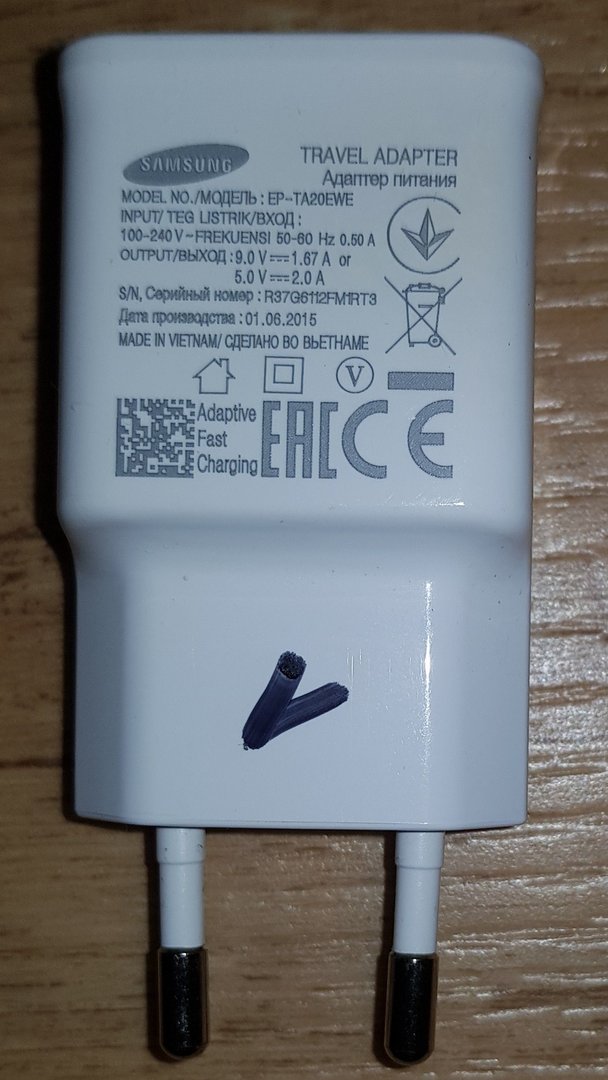 SAMSUNG
TRAVEL ADAPTER
Адаптер питания
MODEL NO./МОДЕЛЬ : EP-TA20EWE
INPUT/ TEG LISTRIK/ВХОД :
100-240 V~FREKUENSI 50-60 Hz 0.50 A
OUTPUT/ВЫХОД : 9.0 V⎓1.67 A or
5.0 V⎓2.0 A
S/N, Серийный номер : R37G6112FM1RT3
Дата производства : 01.06.2015
MADE IN VIETNAM/ СДЕЛАНО ВО ВЬЕТНАМЕ
V
Adaptive
Fast
Charging
EAC CE